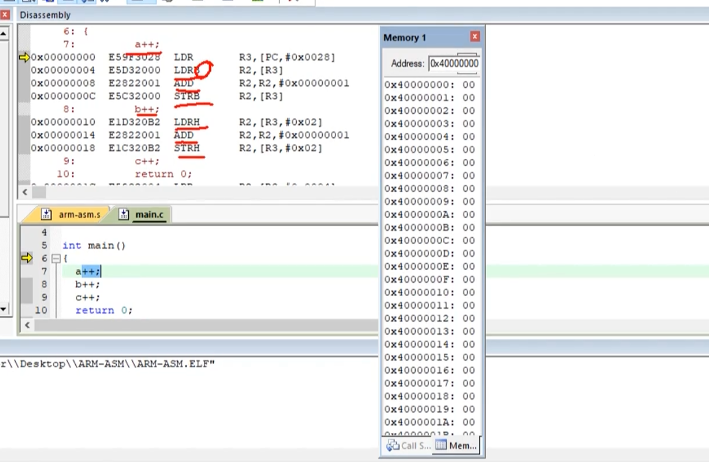 Disassembly
6: {
7: a++;
0x00000000 E59F3028 LDR R3,[PC,#0x0028]
0x00000004 E5D32000 LDRB R2,[R3]
0x00000008 E2822001 ADD R2,R2,#0x00000001
0x0000000C E5C32000 STRB R2,[R3]
8: b++;
0x00000010 E1D320B2 LDRH R2,[R3,#0x02]
0x00000014 E2822001 ADD R2,R2,#0x00000001
0x00000018 E1C320B2 STRH R2,[R3,#0x02]
9: c++;
10: return 0;
arm-asm.s main.c
4
5 int main()
6 {
7 a++;
8 b++;
9 c++;
10 return 0;
r\\Desktop\\ARM-ASM\\ARM-ASM.ELF"
Memory 1
Address: 0x40000000
0x40000000: 00
0x40000001: 00
0x40000002: 00
0x40000003: 00
0x40000004: 00
0x40000005: 00
0x40000006: 00
0x40000007: 00
0x40000008: 00
0x40000009: 00
0x4000000A: 00
0x4000000B: 00
0x4000000C: 00
0x4000000D: 00
0x4000000E: 00
0x4000000F: 00
0x40000010: 00
0x40000011: 00
0x40000012: 00
0x40000013: 00
0x40000014: 00
0x40000015: 00
0x40000016: 00
0x40000017: 00
0x40000018: 00
0x40000019: 00
0x4000001A: 00
0x4000001B: 00
Call S... Mem...